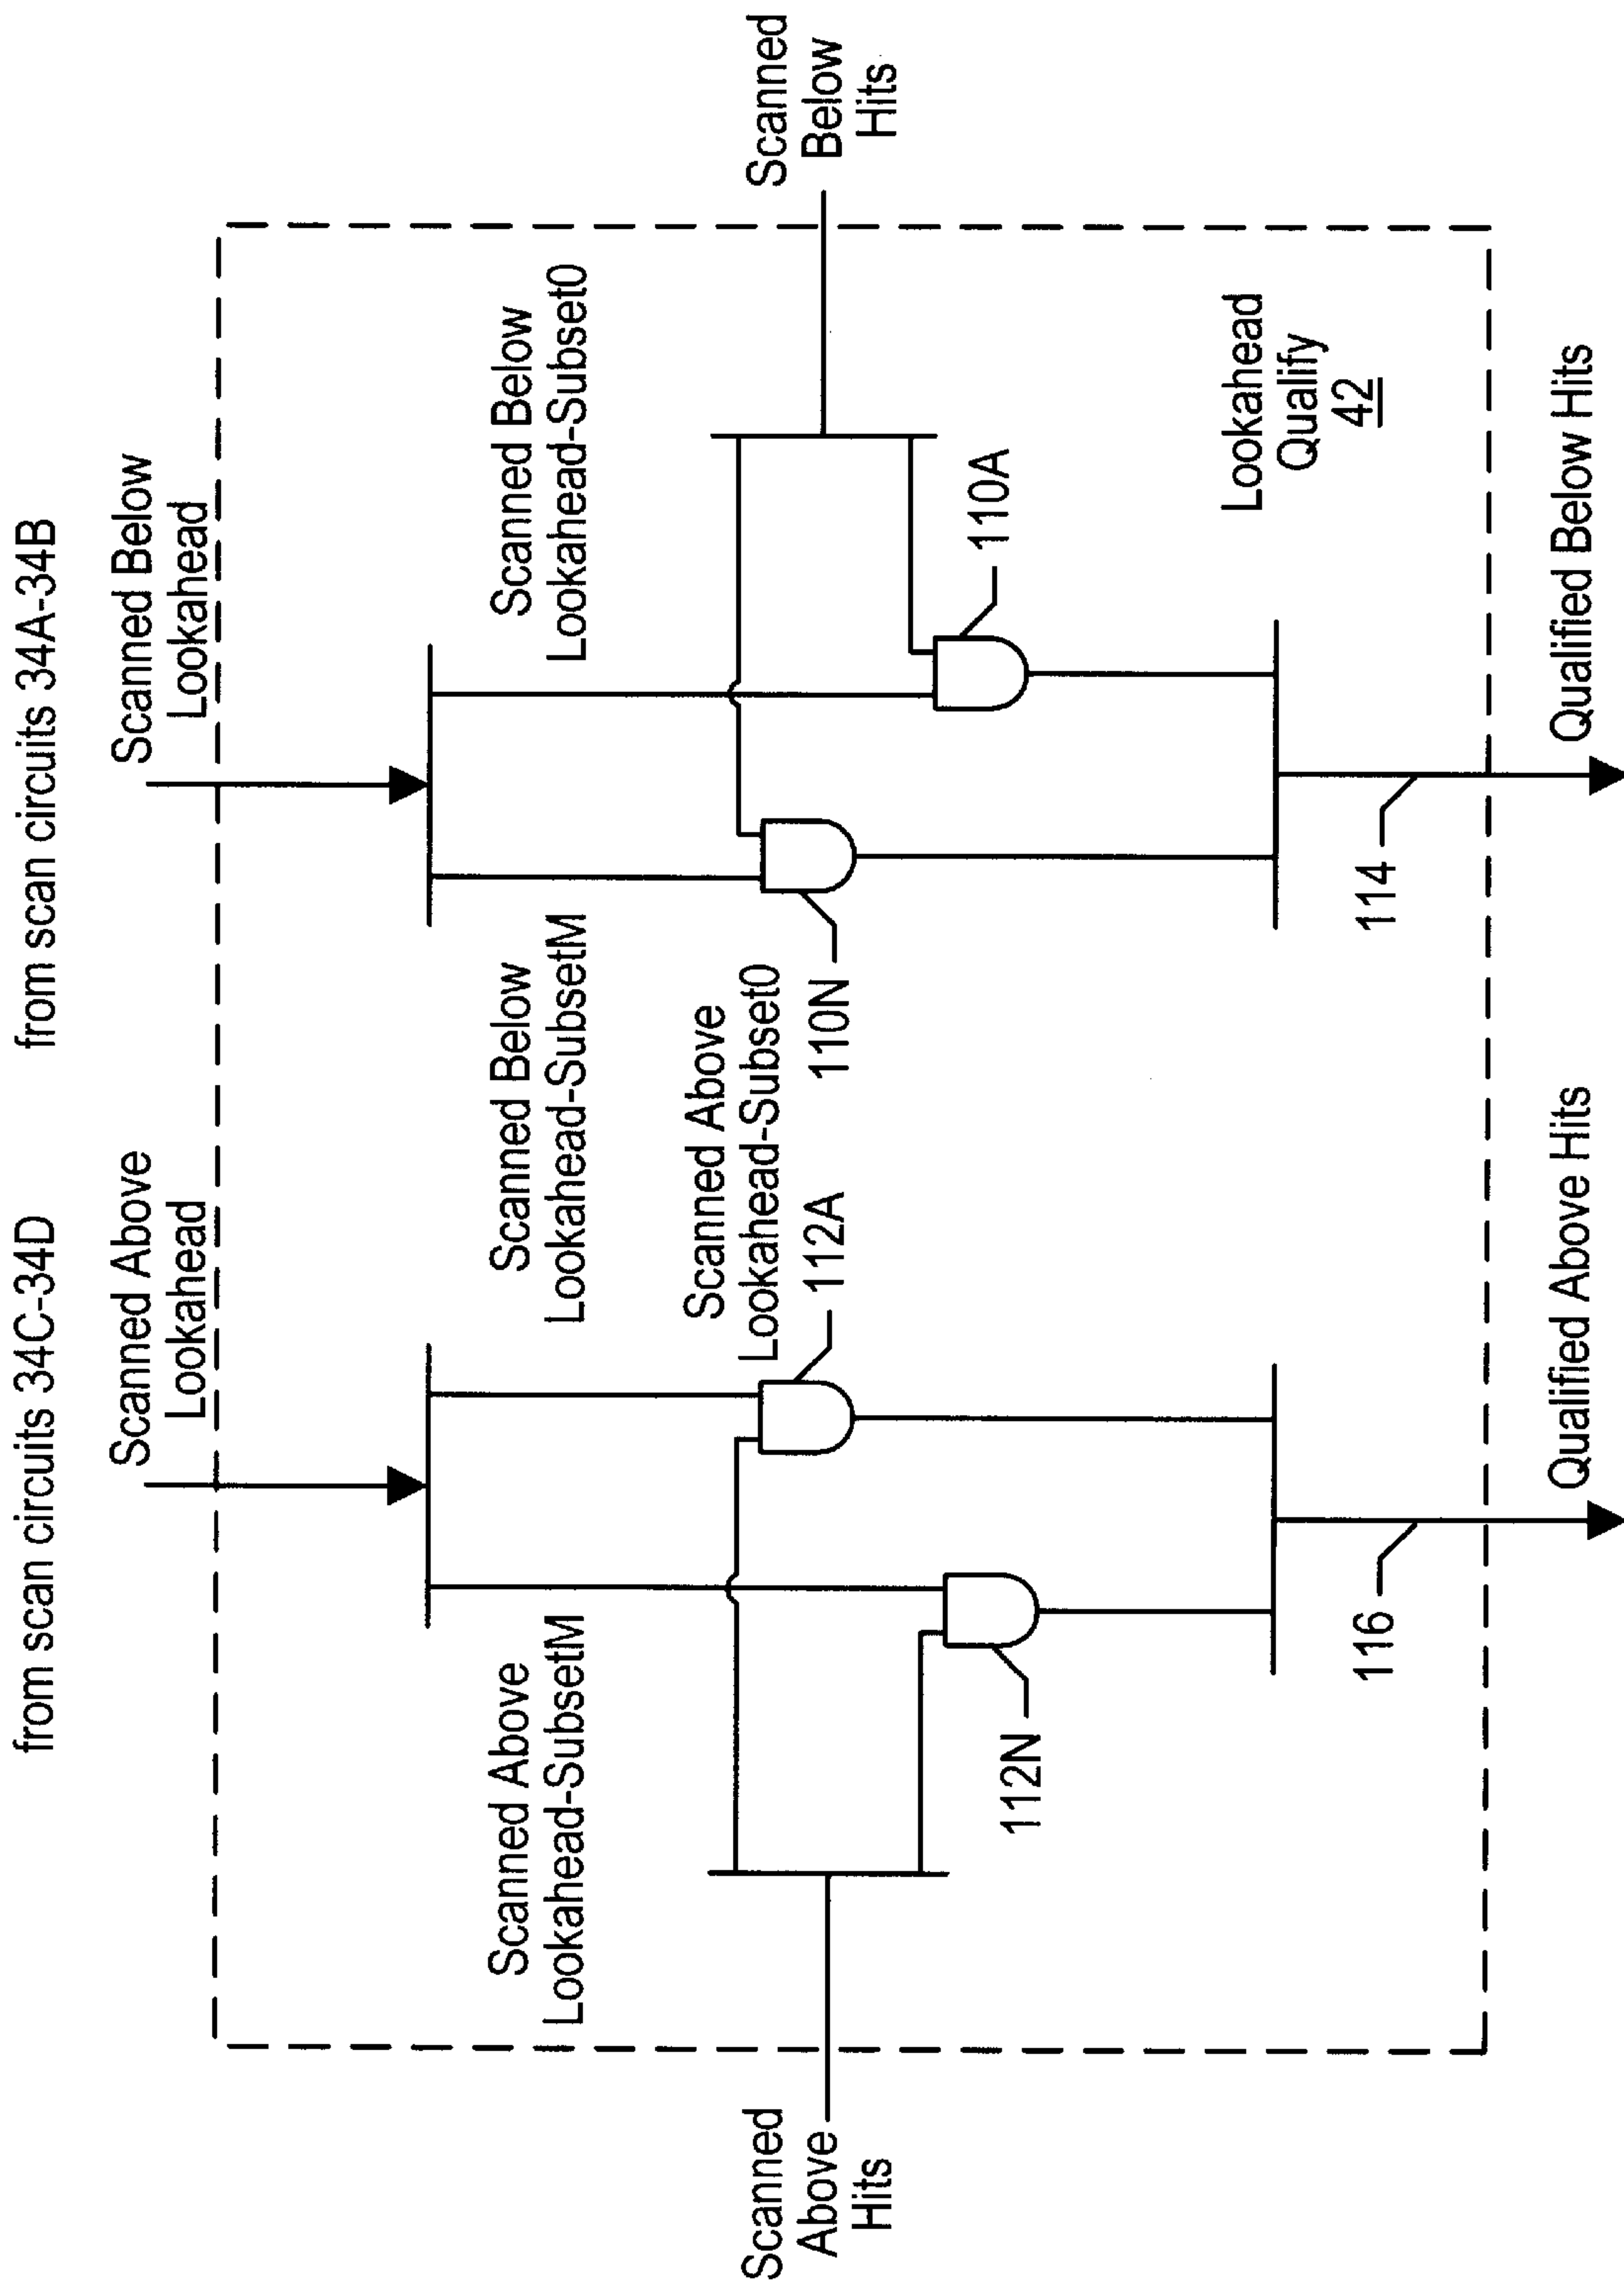 from scan circuits 34C-34D
from scan circuits 34A-34B
Scanned Above
Lookahead
Scanned Below
Lookahead
Scanned Above
Lookahead-SubsetM
Scanned Below
Lookahead-SubsetM
Scanned Below
Lookahead-Subset0
Scanned Above
Lookahead-Subset0
Scanned
Above
Hits
Scanned
Below
Hits
112A
110N
112N
110A
Lookahead
Qualify
42
116
114
Qualified Above Hits
Qualified Below Hits